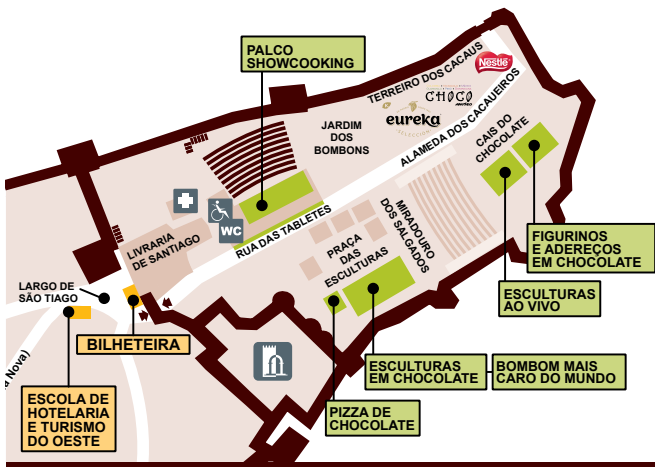 PALCO
SHOWCOOKING
TERREIRO DOS CACAUS
Nestlé
CHOCO
eureka
SELECCION
JARDIM
DOS
BOMBONS
ALAMEDA DOS CACAUEIROS
CAIS DO
CHOCOLATE
WC
LIVRARIA
DE SANTIAGO
RUA DAS TABLETES
PRAÇA
DAS
ESCULTURAS
MIRADOURO
DOS SALGADOS
FIGURINOS
E ADEREÇOS
EM CHOCOLATE
ESCULTURAS
AO VIVO
LARGO DE
SÃO TIAGO
BILHETEIRA
Nova)
ESCOLA DE
HOTELARIA
E TURISMO
DO OESTE
ESCULTURAS
EM CHOCOLATE
BOMBOM MAIS
CARO DO MUNDO
PIZZA DE
CHOCOLATE